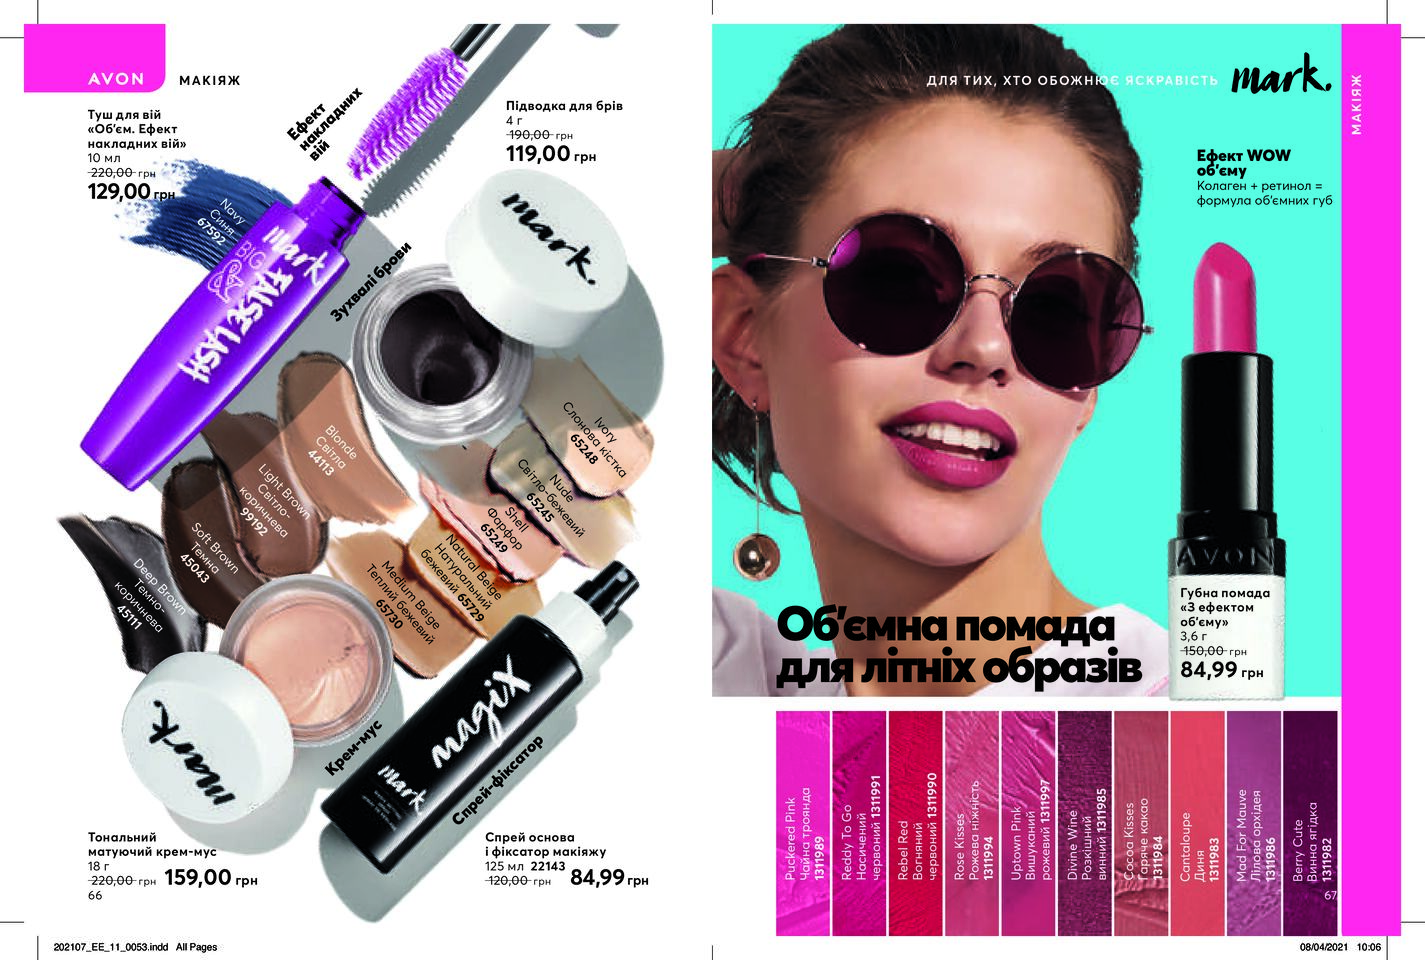 AVON
МАКІЯЖ
Туш для вій
«Об'єм. Ефект
накладних вій»
10 мл
220,00 грн
129,00 грн
Ефект
накладних
вій
Підводка для брів
4 г
190,00 грн
119,00 грн
Navy
Синя
67592
mark.
BIG
FALSE LASH
mark.
Зухвалі брови
Blonde
Світла
44113
Light Brown
Світло-
коричнева
99192
Soft Brown
Темна
45043
Deep Brown
Темно-
коричнева
45111
Ivory
Слонова кістка
65248
Nude
Світло-бежевий
65245
Shell
Фарфор
65249
Natural Beige
Натуральний
бежевий 65729
Medium Beige
Теплий бежевий
65730
mark.
Крем-мус
magiX
mark.
Спрей-фіксатор
Тональний
матуючий крем-мус
18 г
220,00 грн 159,00 грн
66
Спрей основа
і фіксатор макіяжу
125 мл 22143
120,00 грн 84,99 грн
ДЛЯ ТИХ, ХТО ОБОЖНЮЄ ЯСКРАВІСТЬ mark.
МАКІЯЖ
Ефект WOW
об'єму
Колаген + ретинол =
формула об'ємних губ
AVON
Губна помада
«3 ефектом
об'єму»
3,6 г
150,00 грн
84,99 грн
Об'ємна помада
для літніх образів
Puckered Pink
Чайна троянда
1311989
Reddy To Go
Насичений
червоний 1311991
Rebel Red
Вогняний
червоний 1311990
Rose Kisses
Рожева ніжність
1311994
Uptown Pink
Вишуканий
рожевий 1311997
Divine Wine
Розкішний
винний 1311985
Cocoa Kisses
Гаряче какао
1311984
Cantaloupe
Диня
1311983
Mad For Mauve
Лілова орхідея
1311986
Berry Cute
Винна ягідка
1311982
67
202107_EE_11_0053.indd All Pages
08/04/2021 10:06